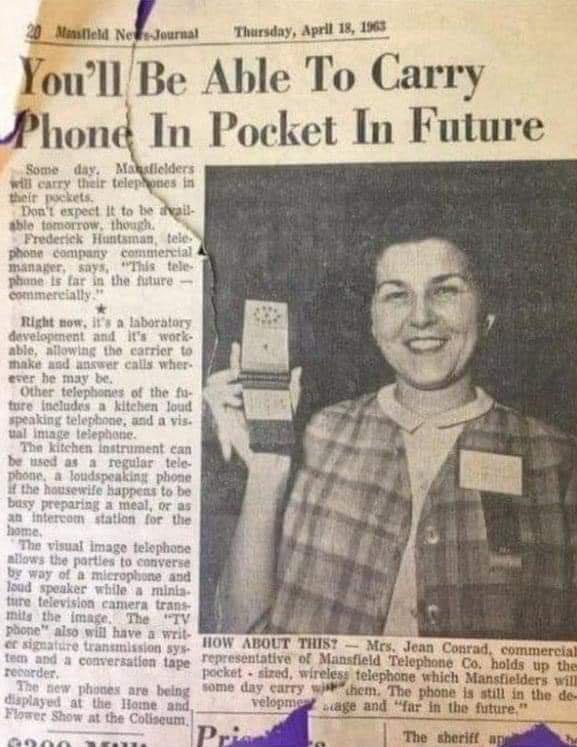 20 Mansfield News-Journal Thursday, April 18, 1963
You'll Be Able To Carry
Phone In Pocket In Future
Some day, Mansfielders
will carry their telephones in
their pockets.
Don't expect it to be avail-
able tomorrow, though.
Frederick Huntsman, tele-
phone company commercial
manager, says, "This tele-
phone is far in the future —
commercially."
★
Right now, it's a laboratory
development and it's work-
able, allowing the carrier to
make and answer calls wher-
ever he may be.
Other telephones of the fu-
ture includes a kitchen loud
speaking telephone, and a vis-
ual image telephone.
The kitchen instrument can
be used as a regular tele-
phone, a loudspeaking phone
if the housewife happens to be
busy preparing a meal, or as
an intercom station for the
home.
The visual image telephone
allows the parties to converse
by way of a microphone and
loud speaker while a minia-
ture television camera trans-
mits the image. The "TV
phone" also will have a writ-
er signature transmission sys-
tem and a conversation tape
recorder.
The new phones are being
displayed at the Home and
Flower Show at the Coliseum.
HOW ABOUT THIS? — Mrs. Jean Conrad, commercial
representative of Mansfield Telephone Co. holds up the
pocket - sized, wireless telephone which Mansfielders will
some day carry with them. The phone is still in the de-
velopment stage and "far in the future."
The sheriff